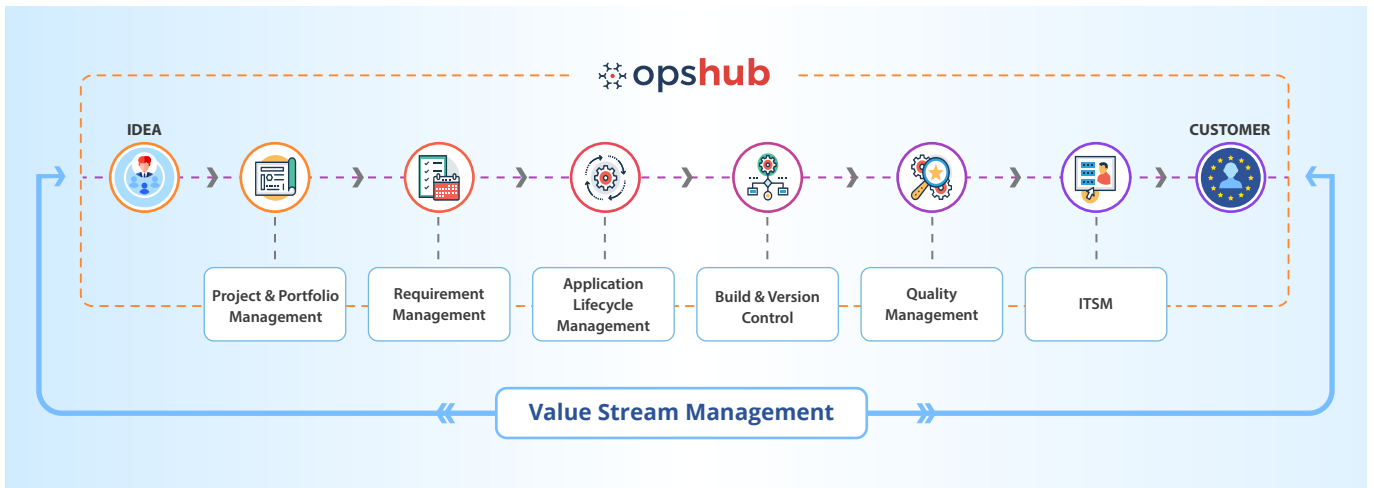 opshub
IDEA
CUSTOMER
Project & Portfolio
Management
Requirement
Management
Application
Lifecycle
Management
Build & Version
Control
Quality
Management
ITSM
Value Stream Management